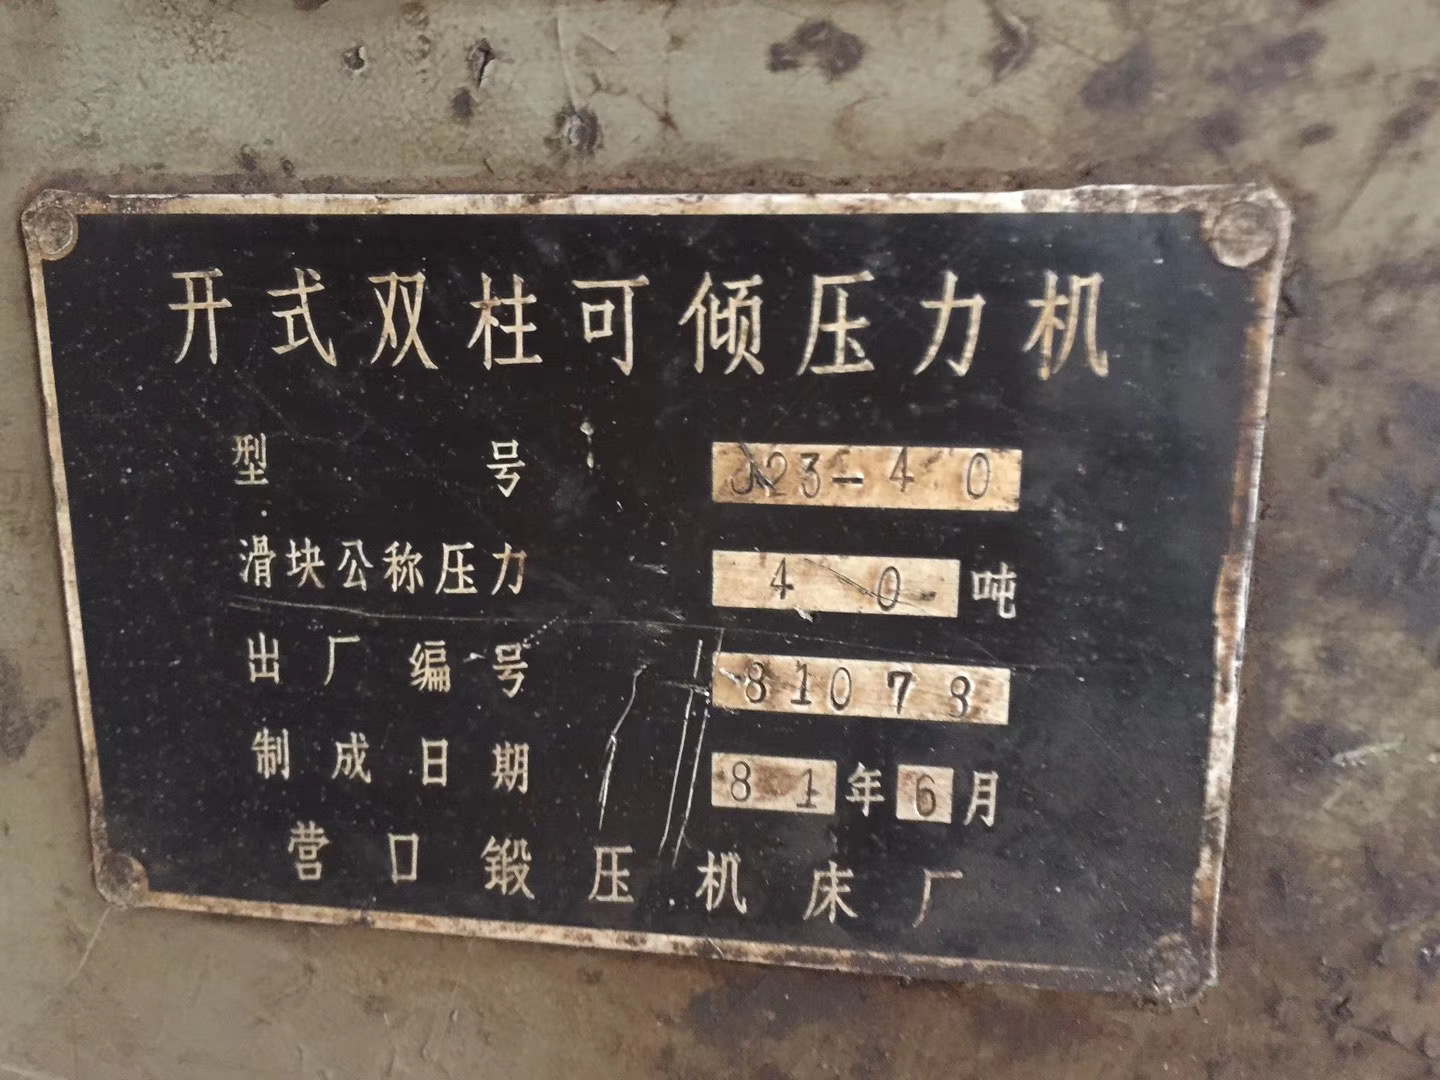 开式双柱可倾压力机
型号 J23-40
滑块公称压力 40 吨
出厂编号 81078
制成日期 81年6月
营口锻压机床厂